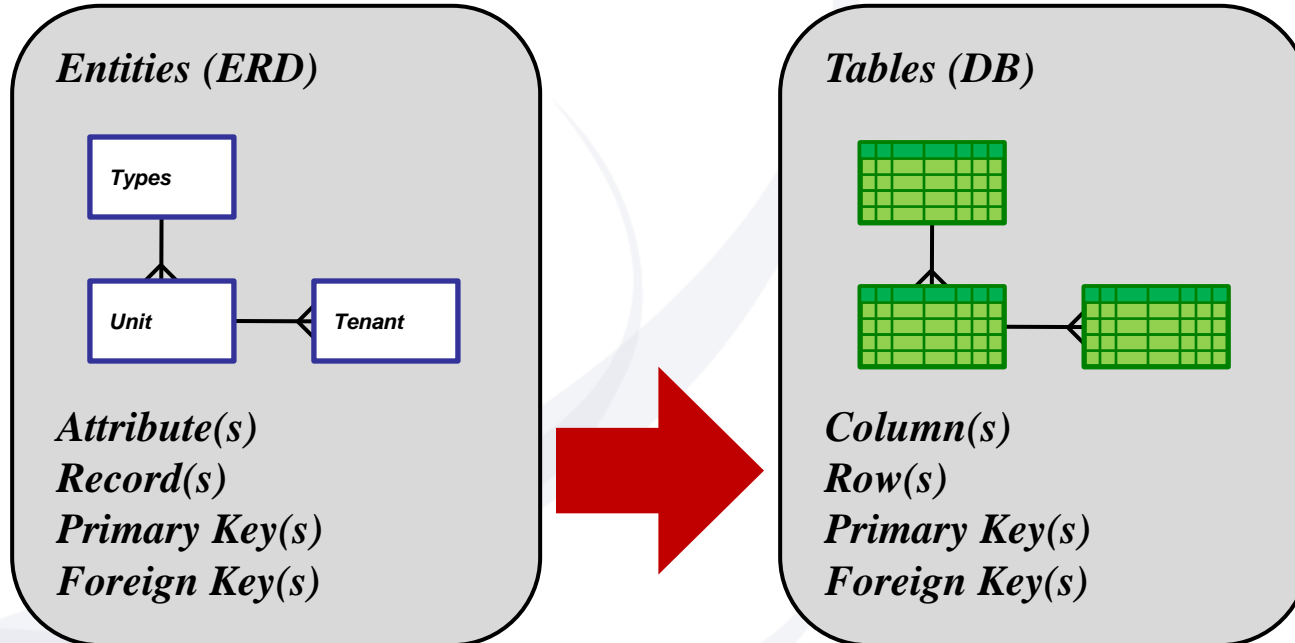 Entities (ERD)
Types
Unit
Tenant
Attribute(s)
Record(s)
Primary Key(s)
Foreign Key(s)
Tables (DB)
Column(s)
Row(s)
Primary Key(s)
Foreign Key(s)